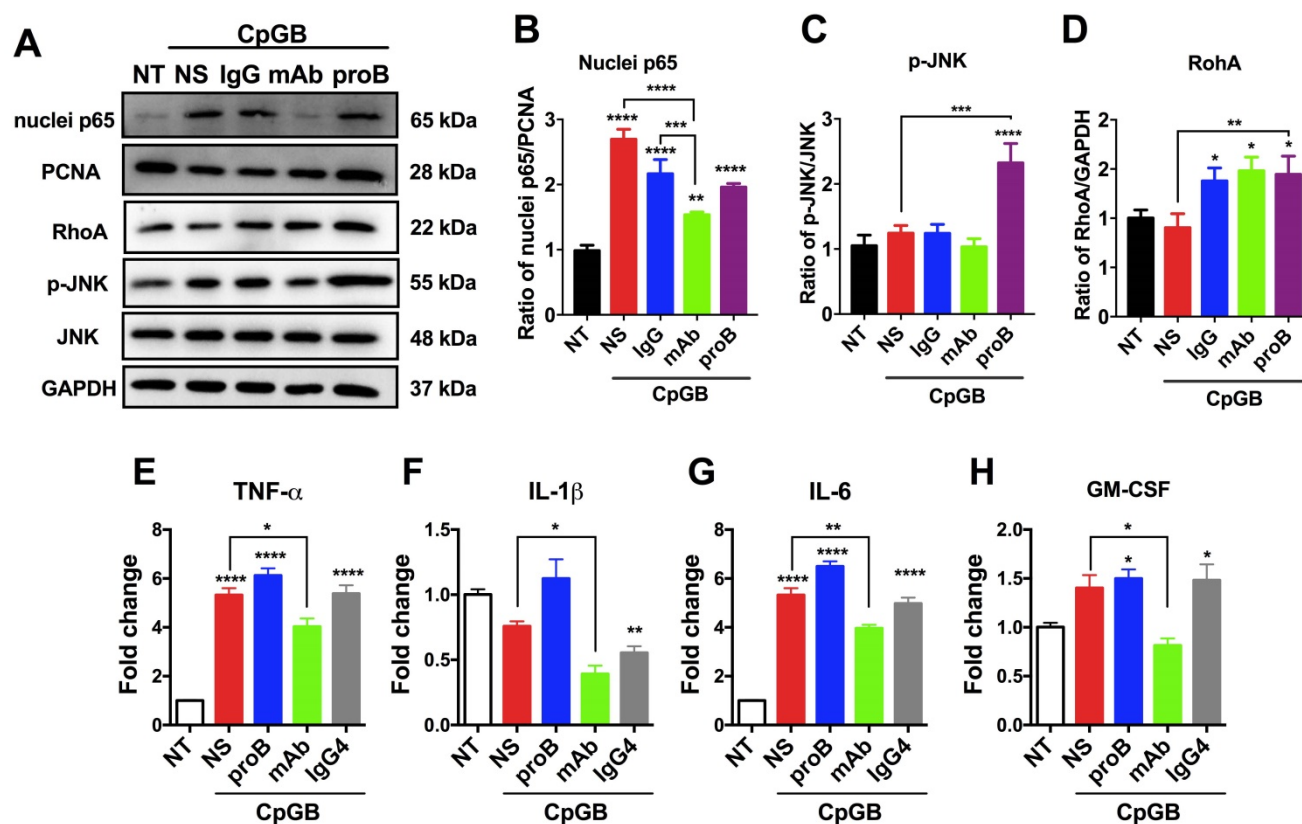 A
CpGB
NT NS IgG mAb proB
nuclei p65 65 kDa
PCNA 28 kDa
RhoA 22 kDa
p-JNK 55 kDa
JNK 48 kDa
GAPDH 37 kDa
B
Nuclei p65
Ratio of nuclei p65/PCNA
0 1 2 3 4
**** **** *** **** ** ****
NT NS IgG mAb proB
CpGB
C
p-JNK
Ratio of p-JNK/JNK
0 1 2 3 4
*** ****
NT NS IgG mAb proB
CpGB
D
RohA
Ratio of RhoA/GAPDH
0 1 1 2 2
** * * *
NT NS IgG mAb proB
CpGB
E
TNF-α
Fold change
0 2 4 6 8
* **** **** ****
NT NS proB mAb IgG4
CpGB
F
IL-1β
Fold change
0.0 0.5 1.0 1.5
* **
NT NS proB mAb IgG4
CpGB
G
IL-6
Fold change
0 2 4 6 8
** **** **** ****
NT NS proB mAb IgG4
CpGB
H
GM-CSF
Fold change
0.0 0.5 1.0 1.5 2.0
* * *
NT NS proB mAb IgG4
CpGB